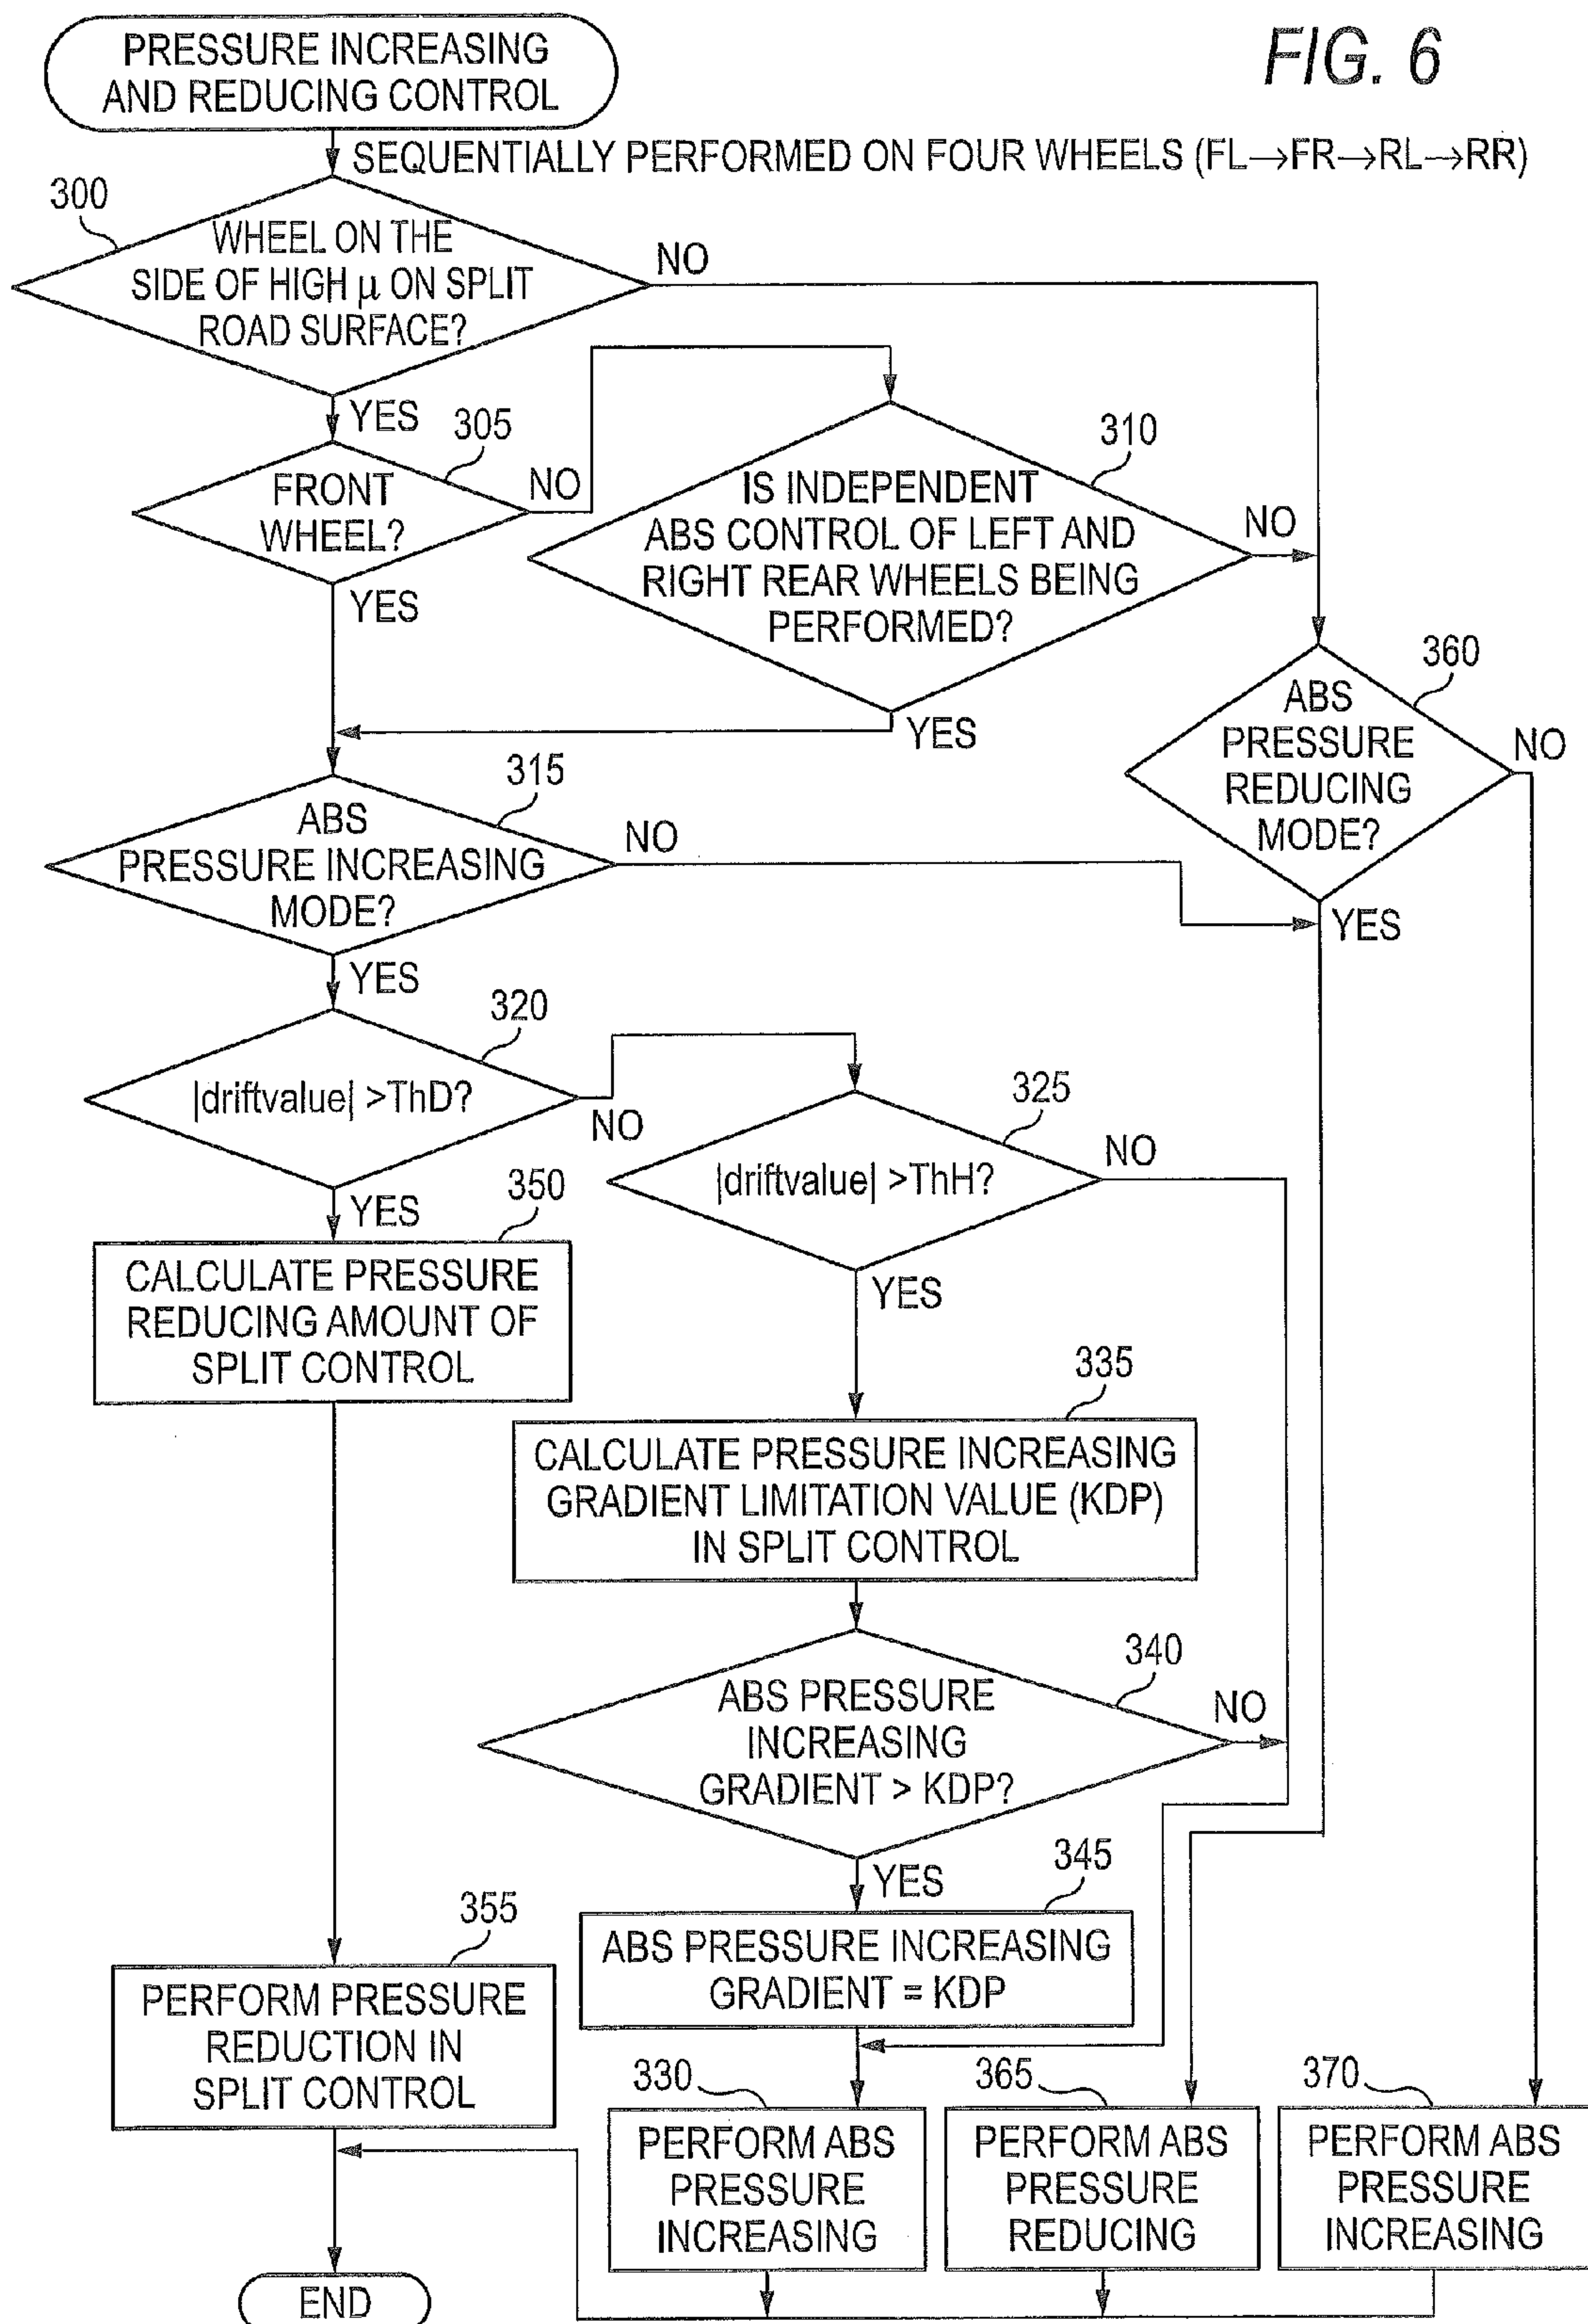 FIG. 6
PRESSURE INCREASING
AND REDUCING CONTROL
SEQUENTIALLY PERFORMED ON FOUR WHEELS (FL→FR→RL→RR)
300
WHEEL ON THE
SIDE OF HIGH μ ON SPLIT
ROAD SURFACE?
NO
YES
305
FRONT
WHEEL?
NO
YES
310
IS INDEPENDENT
ABS CONTROL OF LEFT AND
RIGHT REAR WHEELS BEING
PERFORMED?
NO
YES
360
ABS
PRESSURE
REDUCING
MODE?
NO
YES
315
ABS
PRESSURE INCREASING
MODE?
NO
YES
320
|driftvalue| >ThD?
NO
YES
325
|driftvalue| >ThH?
NO
YES
350
CALCULATE PRESSURE
REDUCING AMOUNT OF
SPLIT CONTROL
335
CALCULATE PRESSURE INCREASING
GRADIENT LIMITATION VALUE (KDP)
IN SPLIT CONTROL
340
ABS PRESSURE
INCREASING
GRADIENT > KDP?
NO
YES
345
ABS PRESSURE INCREASING
GRADIENT = KDP
355
PERFORM PRESSURE
REDUCTION IN
SPLIT CONTROL
330
PERFORM ABS
PRESSURE
INCREASING
365
PERFORM ABS
PRESSURE
REDUCING
370
PERFORM ABS
PRESSURE
INCREASING
END